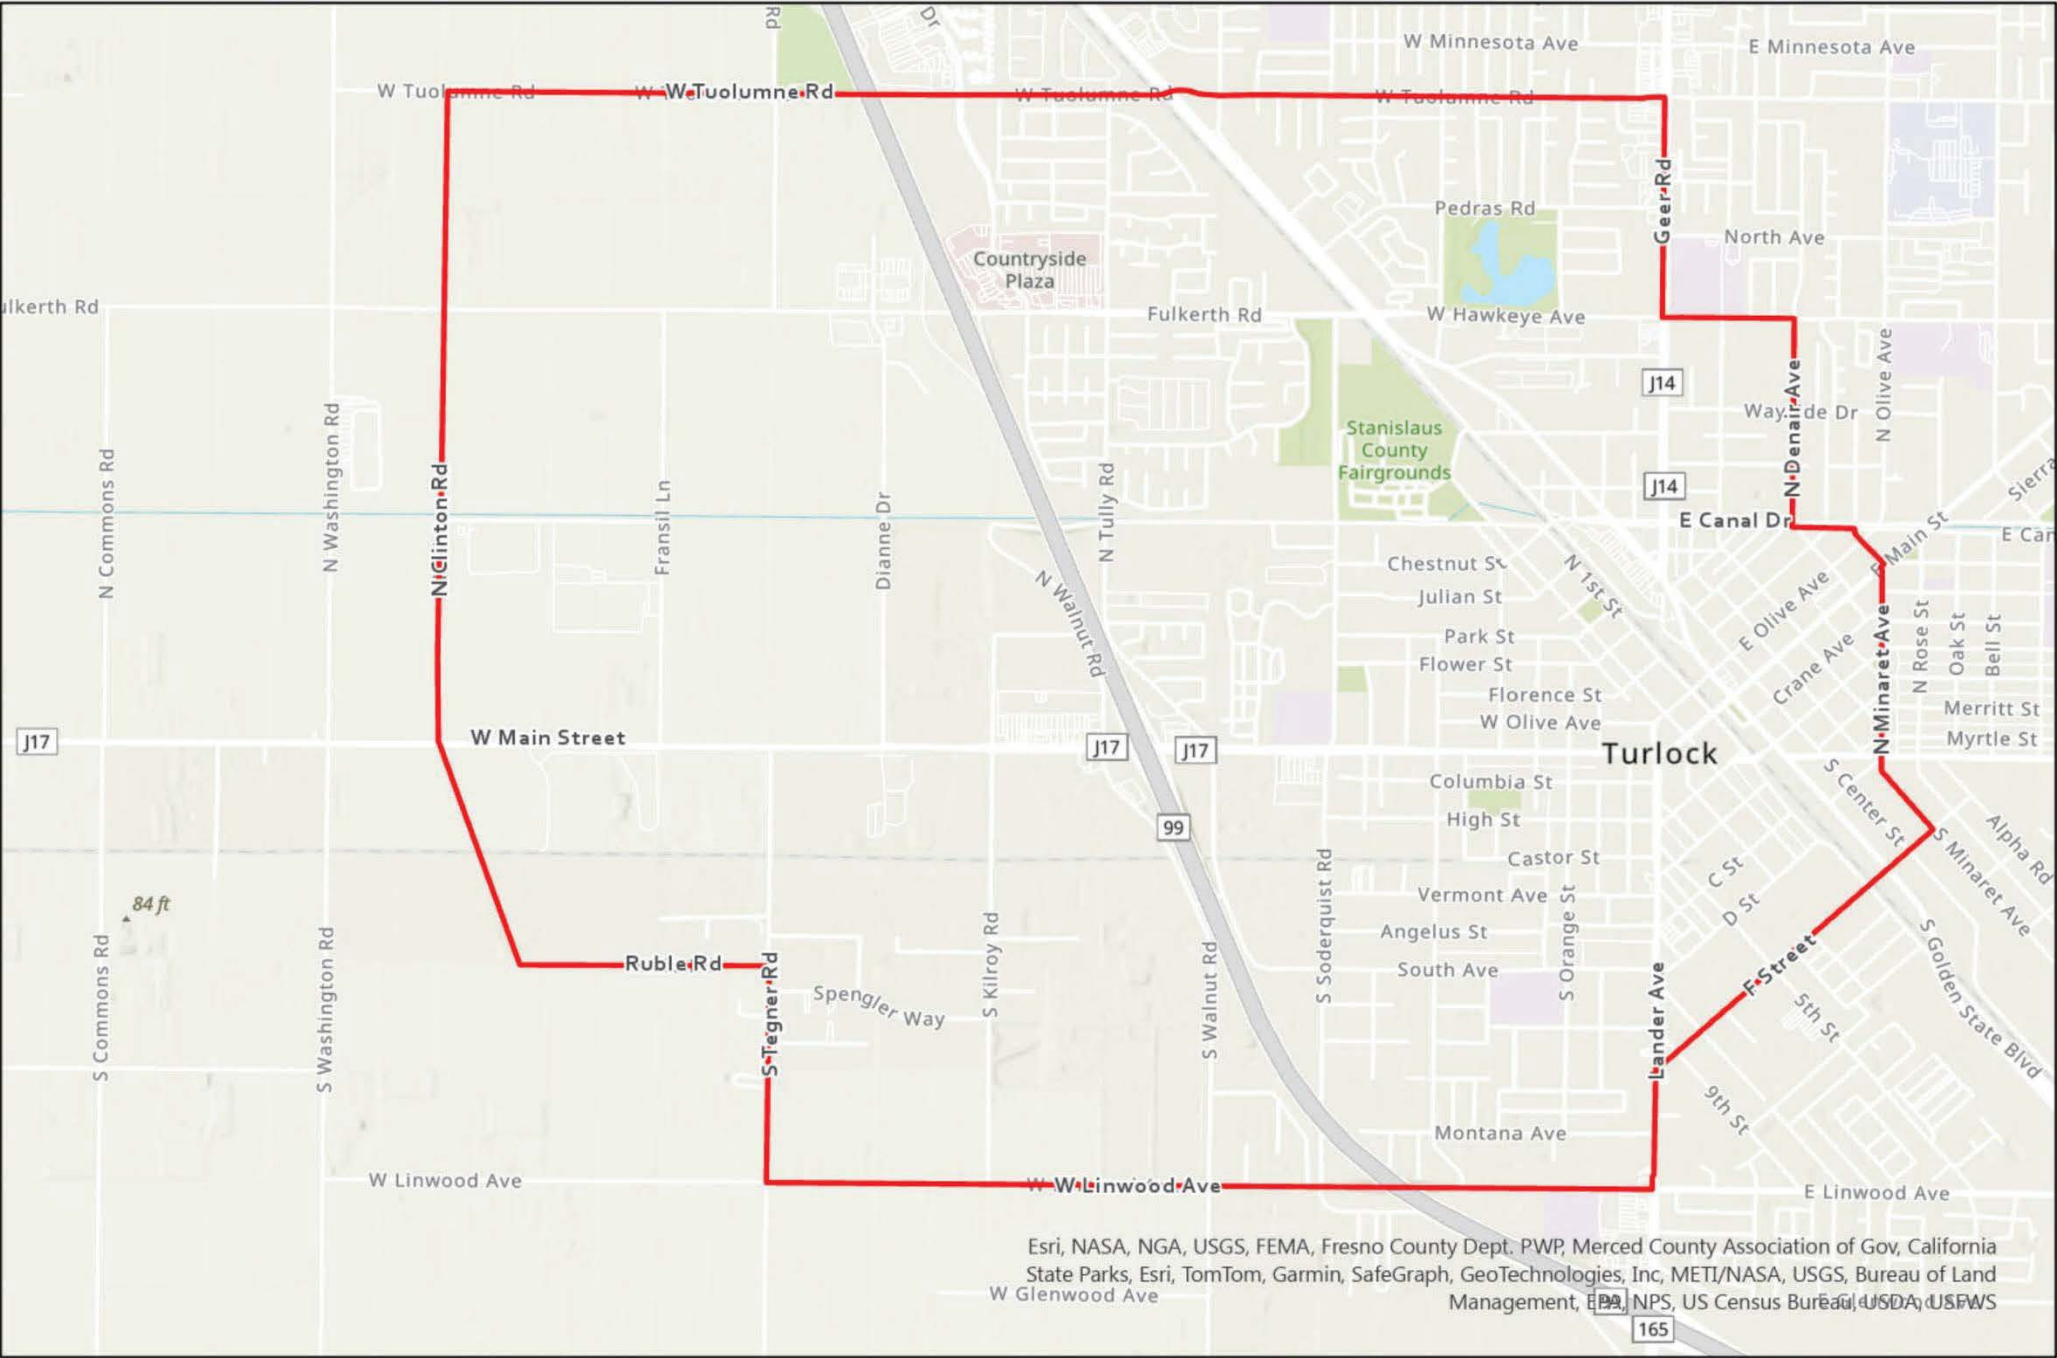 Rd
Dr
W Minnesota Ave
E Minnesota Ave
W Tuolumne Rd
W Tuolumne Rd
W Tuolumne Rd
W Tuolumne Rd
Geer Rd
Pedras Rd
North Ave
Countryside
Plaza
ulkerth Rd
Fulkerth Rd
W Hawkeye Ave
N Olive Ave
J14
N Denair Ave
Stanislaus
County
Fairgrounds
N Commons Rd
N Washington Rd
N Clinton Rd
Fransil Ln
Dianne Dr
N Tully Rd
J14
Sierra
E Canal Dr
E Main St
E Can
Chestnut St
N 1st St
Julian St
N Walnut Rd
E Olive Ave
Park St
Flower St
Crane Ave
N Minaret Ave
N Rose St
Oak St
Bell St
Florence St
W Olive Ave
Merritt St
Myrtle St
J17
W Main Street
J17
J17
Turlock
Columbia St
High St
S Center St
Alpha Rd
99
Castor St
C St
S Minaret Ave
84 ft
Vermont Ave
D St
Angelus St
South Ave
S Commons Rd
S Washington Rd
Ruble Rd
S Tegner Rd
Spengler Way
S Kilroy Rd
S Walnut Rd
S Soderquist Rd
S Orange St
Lander Ave
F Street
5th St
S Golden State Blvd
9th St
Montana Ave
W Linwood Ave
W Linwood Ave
E Linwood Ave
Esri, NASA, NGA, USGS, FEMA, Fresno County Dept. PWP, Merced County Association of Gov, California
State Parks, Esri, TomTom, Garmin, SafeGraph, GeoTechnologies, Inc, METI/NASA, USGS, Bureau of Land
W Glenwood Ave
Management, EPA, NPS, US Census Bureau, USDA, USFWS
165